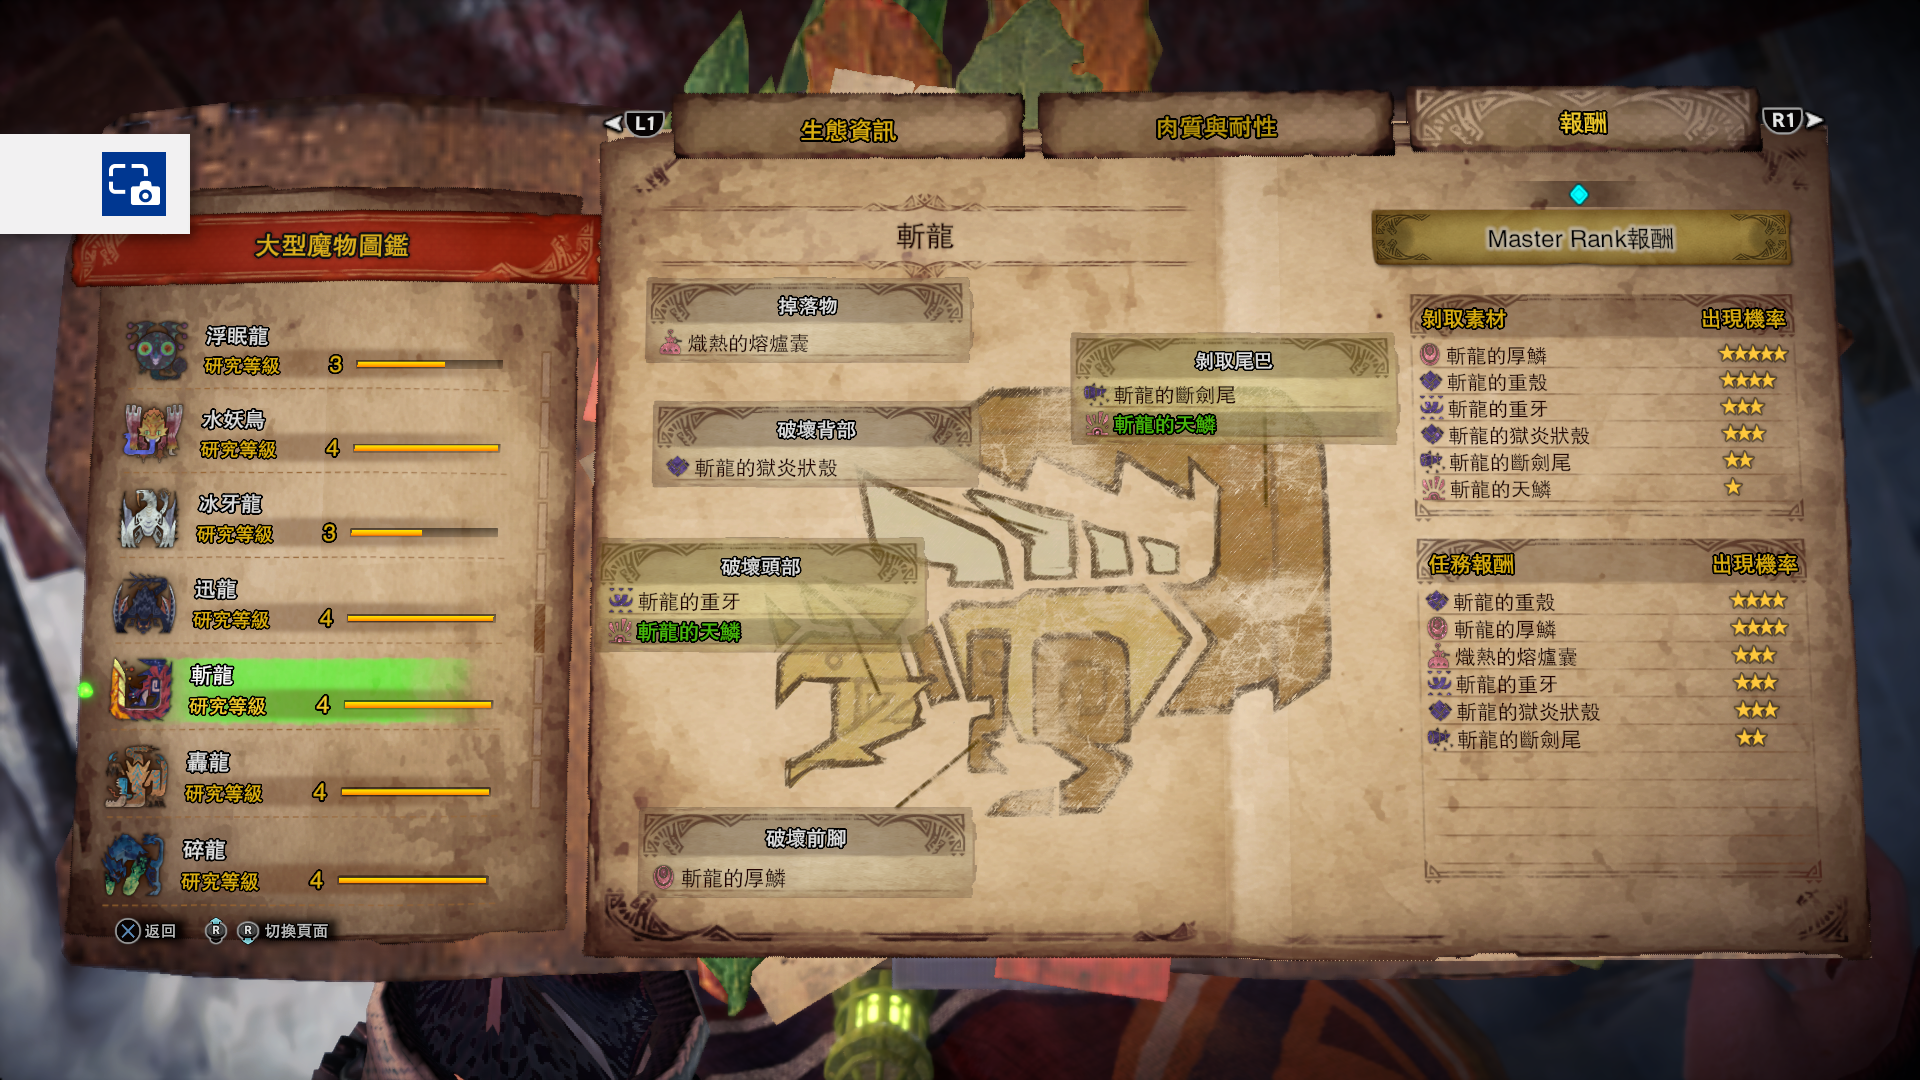 L1
生態資訊
肉質與耐性
報酬
R1
大型魔物圖鑑
浮眠龍
研究等級 3
水妖鳥
研究等級 4
冰牙龍
研究等級 3
迅龍
研究等級 4
斬龍
研究等級 4
轟龍
研究等級 4
碎龍
研究等級 4
返回 R R 切換頁面
斬龍
掉落物
熾熱的熔爐囊
破壞背部
斬龍的獄炎狀殼
破壞頭部
斬龍的重牙
斬龍的天鱗
破壞前腳
斬龍的厚鱗
剝取尾巴
斬龍的斷劍尾
斬龍的天鱗
Master Rank報酬
剝取素材 出現機率
斬龍的厚鱗 ★★★★★
斬龍的重殼 ★★★★
斬龍的重牙 ★★★
斬龍的獄炎狀殼 ★★★
斬龍的斷劍尾 ★★
斬龍的天鱗 ★
任務報酬 出現機率
斬龍的重殼 ★★★★
斬龍的厚鱗 ★★★★
熾熱的熔爐囊 ★★★
斬龍的重牙 ★★★
斬龍的獄炎狀殼 ★★★
斬龍的斷劍尾 ★★